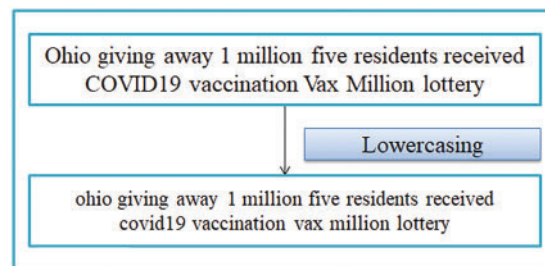 Ohio giving away 1 million five residents received
COVID19 vaccination Vax Million lottery
Lowercasing
ohio giving away 1 million five residents received
covid19 vaccination vax million lottery